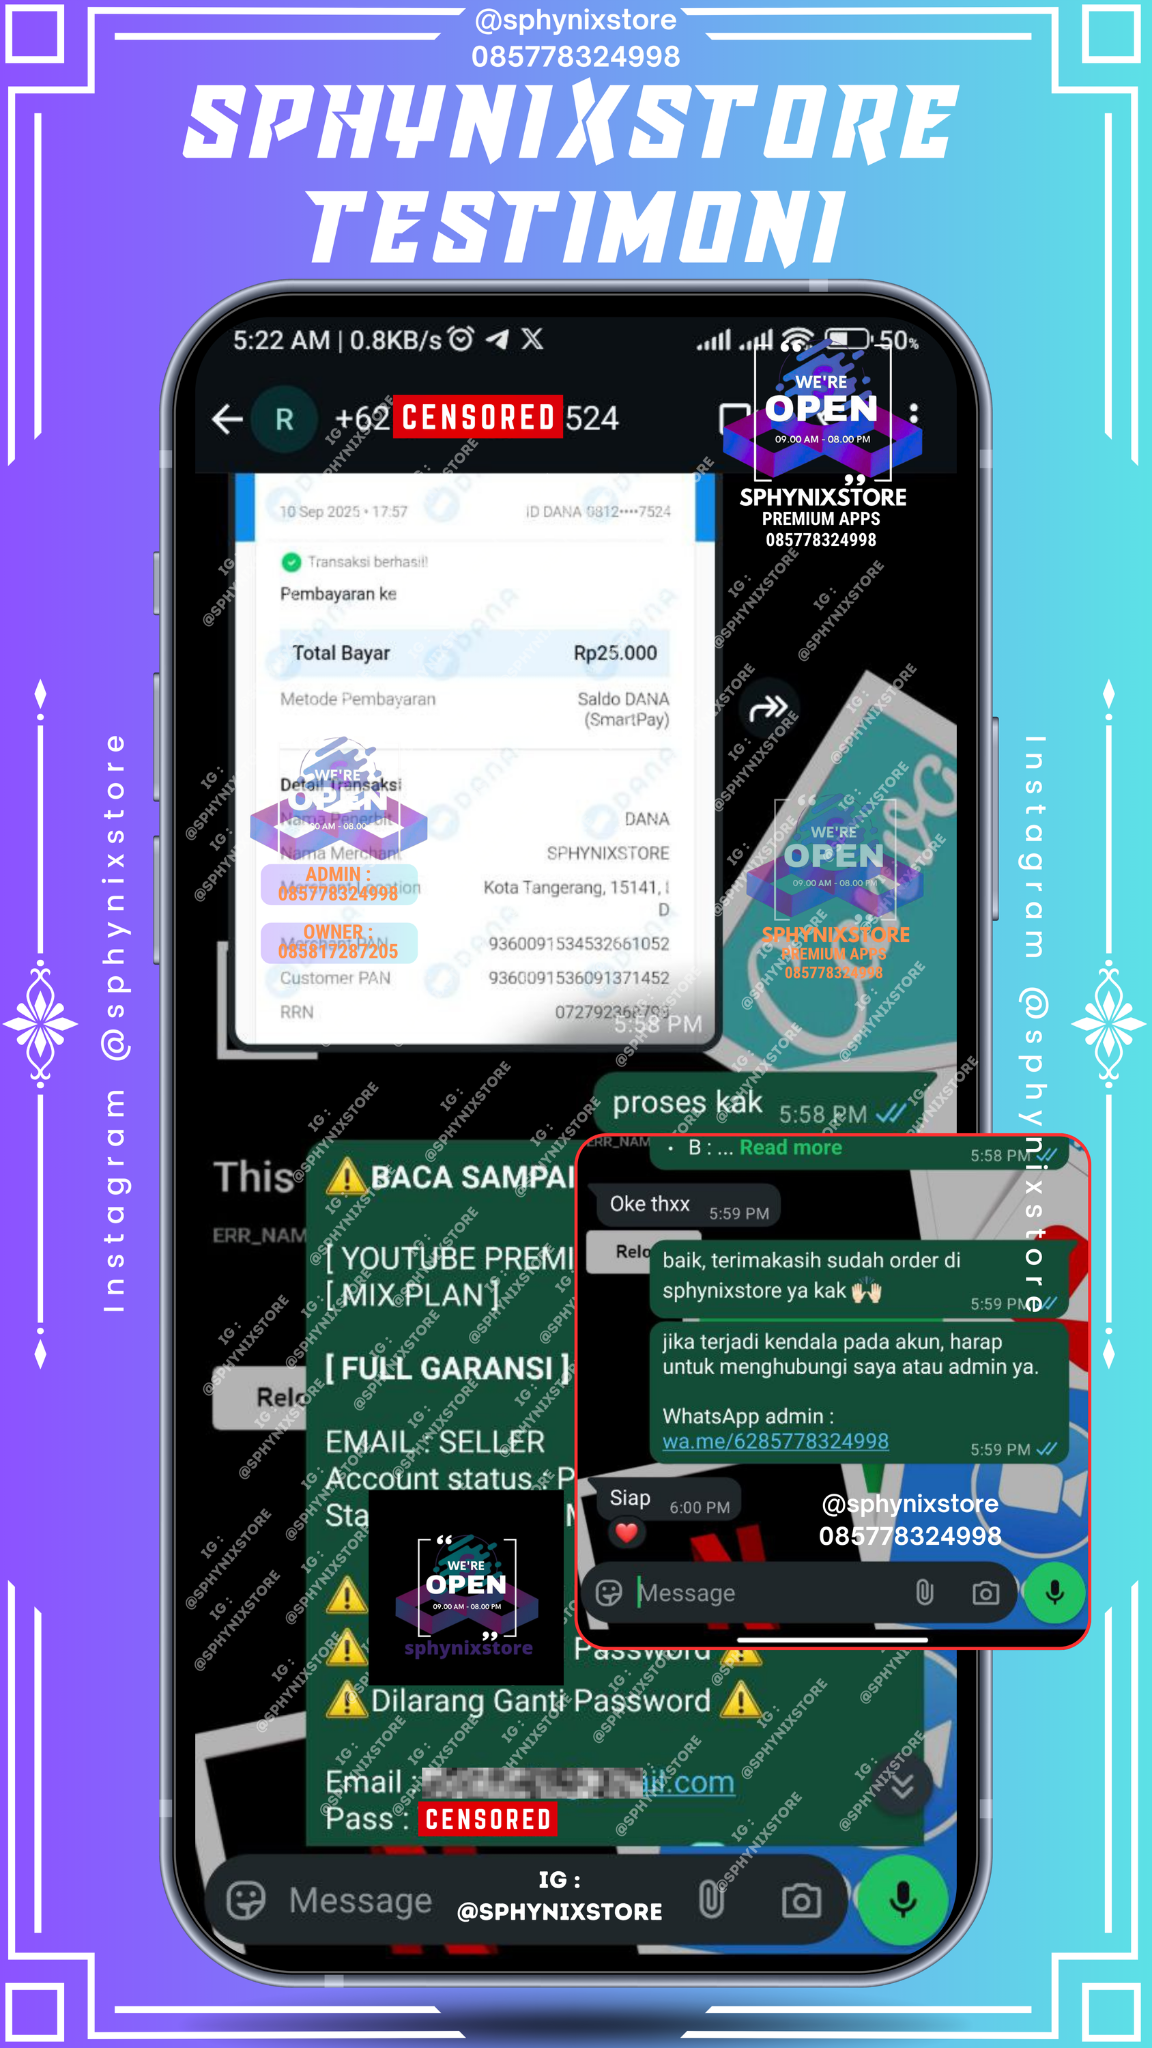 @sphynixstore
085778324998
SPHYNIXSTORE
TESTIMONI
5:22 AM | 0.8KB/s
50%
R
+62 CENSORED 524
WE'RE
OPEN
09.00 AM - 08.00 PM
SPHYNIXSTORE
PREMIUM APPS
085778324998
10 Sep 2025 • 17:57
ID DANA 0812••••7524
Transaksi berhasil!
Pembayaran ke
Total Bayar
Rp25.000
Metode Pembayaran
Saldo DANA
(SmartPay)
Detail Transaksi
Nama Penerbit
DANA
Nama Merchant
SPHYNIXSTORE
Merchant Location
Kota Tangerang, 15141, I
D
Merchant PAN
9360091534532661052
Customer PAN
9360091536091371452
RRN
5:58 PM
WE'RE
OPEN
ADMIN :
085778324998
OWNER :
085817287205
WE'RE
OPEN
09.00 AM - 08.00 PM
SPHYNIXSTORE
PREMIUM APPS
085778324998
Canva
proses kak 5:58 PM
This
ERR_NAM
Relo
⚠️BACA SAMPAI
[ YOUTUBE PREMI
[ MIX PLAN ]
[ FULL GARANSI ]
EMAIL : SELLER
Account status : P
Sta
Password ⚠️
⚠️Dilarang Ganti Password ⚠️
Email :
il.com
Pass : CENSORED
WE'RE
OPEN
09.00 AM - 08.00 PM
sphynixstore
ERR_NAM
• B : ... Read more
5:58 PM
Oke thxx 5:59 PM
Relo
baik, terimakasih sudah order di
sphynixstore ya kak 🙌🏻
5:59 PM
jika terjadi kendala pada akun, harap
untuk menghubungi saya atau admin ya.
WhatsApp admin :
wa.me/6285778324998
5:59 PM
Siap 6:00 PM
@sphynixstore
085778324998
Message
Message
IG :
@SPHYNIXSTORE
Instagram @sphynixstore
Instagram @sphynixstore
IG :
@SPHYNIXSTORE